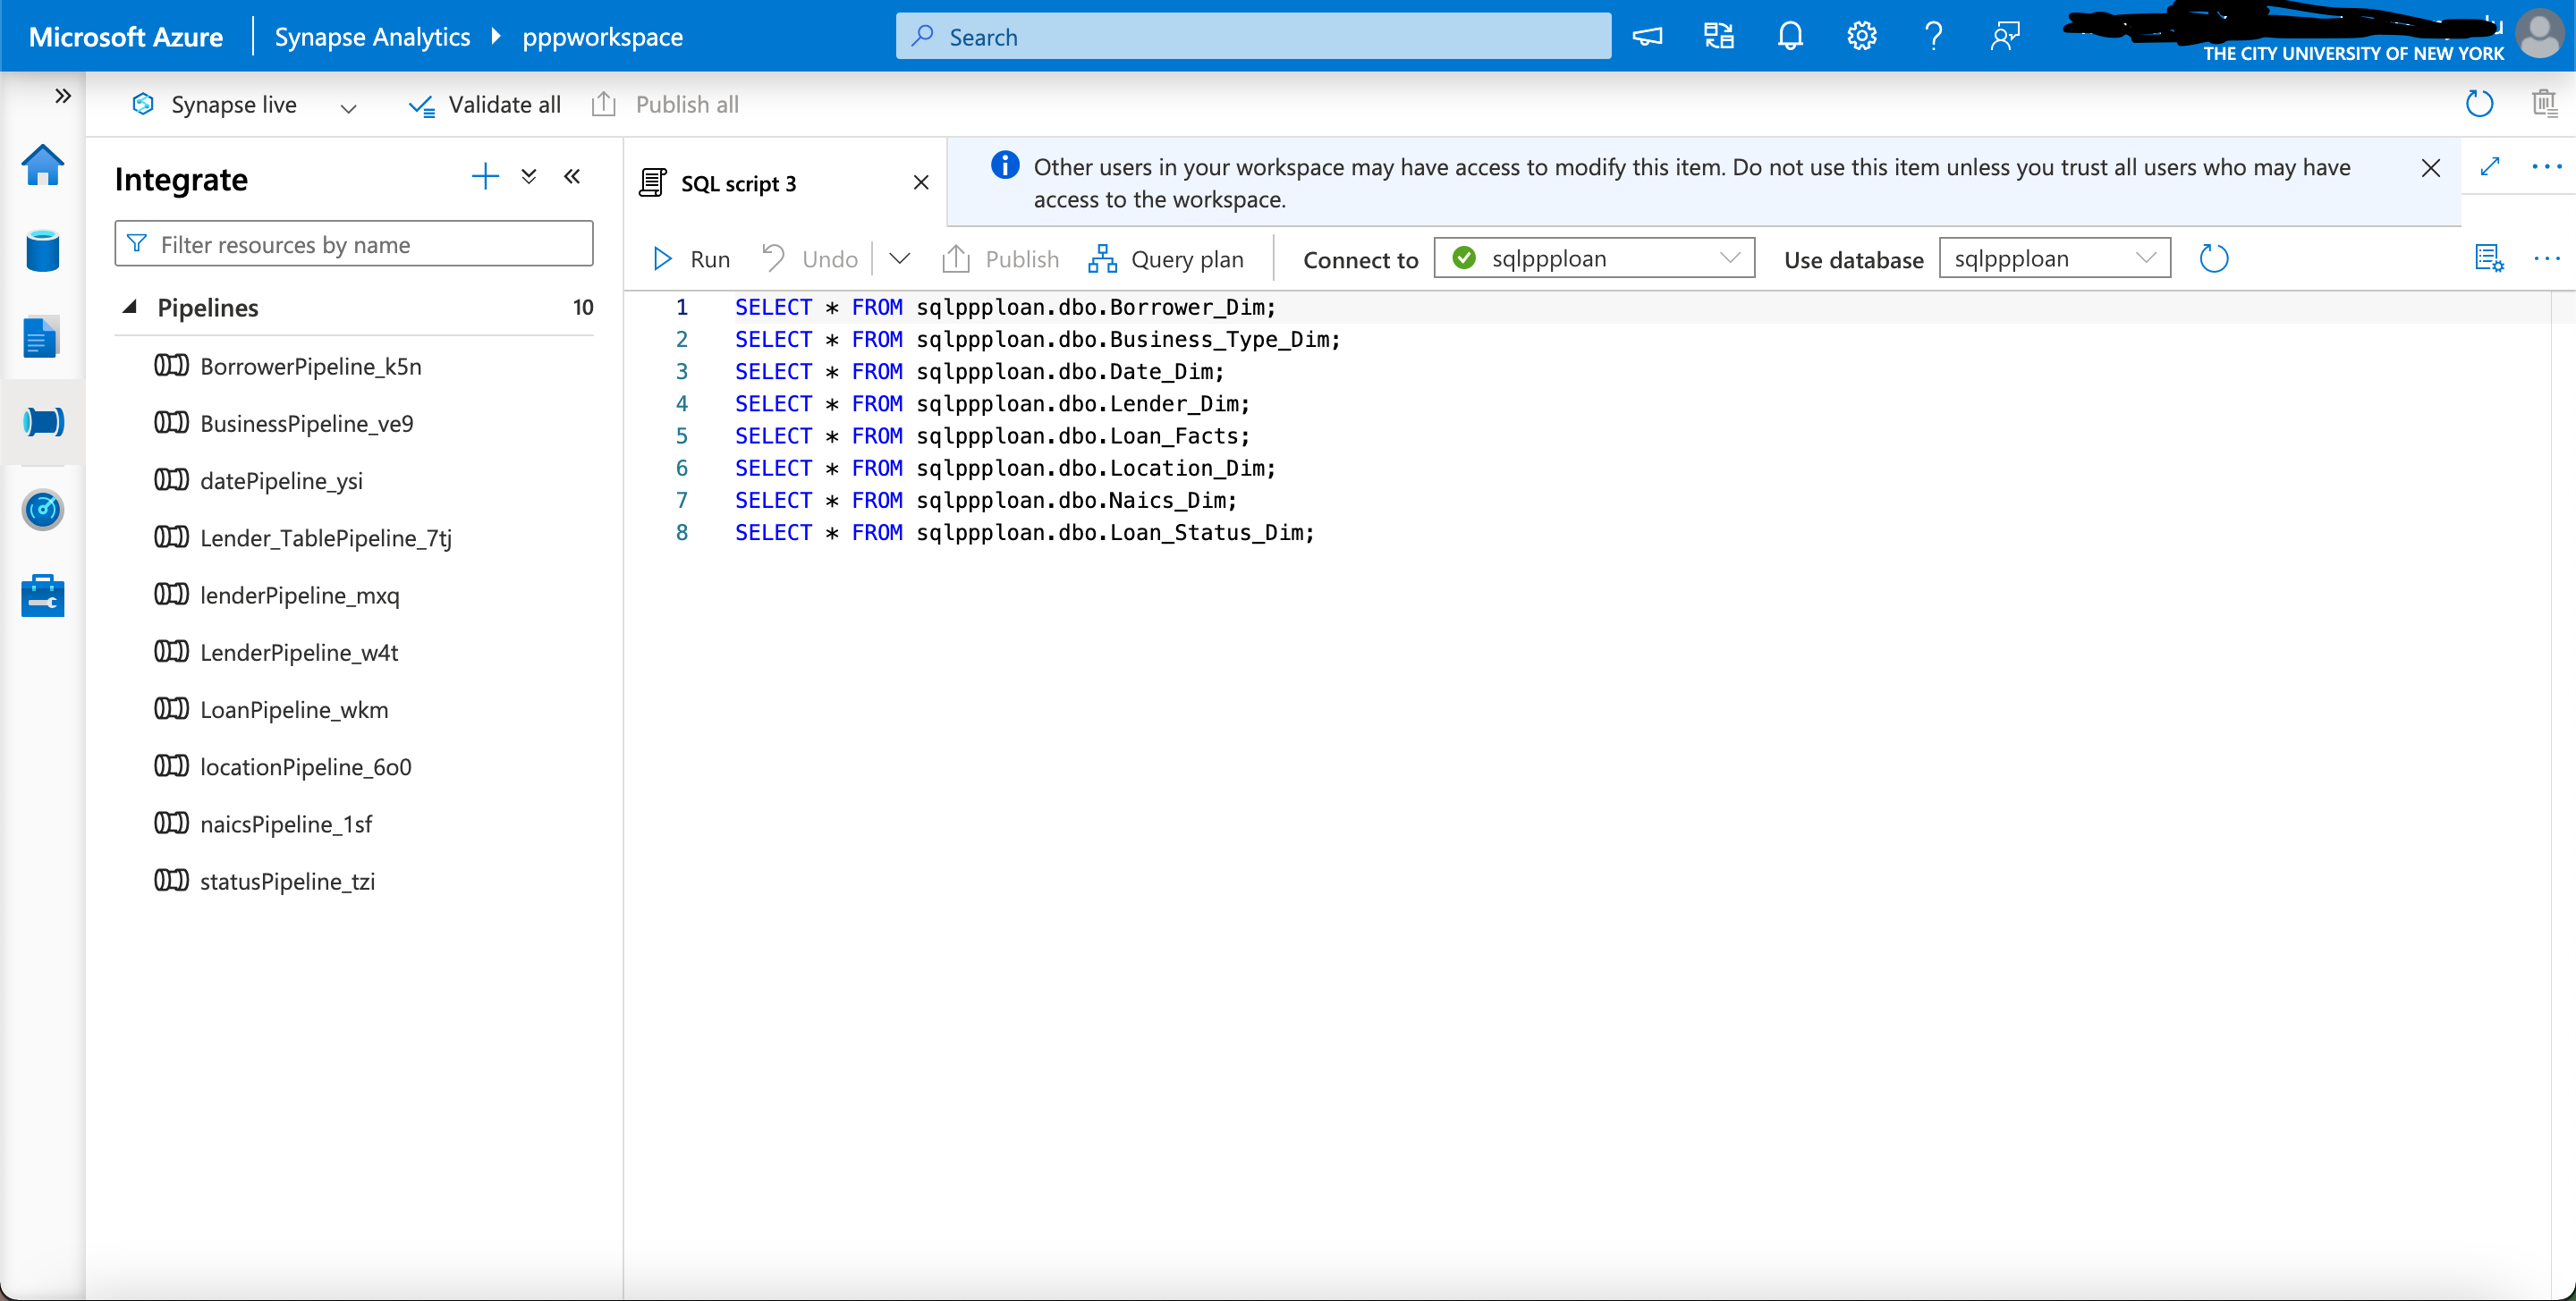 Microsoft Azure Synapse Analytics pppworkspace
Search
THE CITY UNIVERSITY OF NEW YORK
Synapse live Validate all Publish all
Integrate
Filter resources by name
Pipelines 10
BorrowerPipeline_k5n
BusinessPipeline_ve9
datePipeline_ysi
Lender_TablePipeline_7tj
lenderPipeline_mxq
LenderPipeline_w4t
LoanPipeline_wkm
locationPipeline_6o0
naicsPipeline_1sf
statusPipeline_tzi
SQL script 3
Other users in your workspace may have access to modify this item. Do not use this item unless you trust all users who may have
access to the workspace.
Run Undo Publish Query plan Connect to sqlppploan Use database sqlppploan
1 SELECT * FROM sqlppploan.dbo.Borrower_Dim;
2 SELECT * FROM sqlppploan.dbo.Business_Type_Dim;
3 SELECT * FROM sqlppploan.dbo.Date_Dim;
4 SELECT * FROM sqlppploan.dbo.Lender_Dim;
5 SELECT * FROM sqlppploan.dbo.Loan_Facts;
6 SELECT * FROM sqlppploan.dbo.Location_Dim;
7 SELECT * FROM sqlppploan.dbo.Naics_Dim;
8 SELECT * FROM sqlppploan.dbo.Loan_Status_Dim;